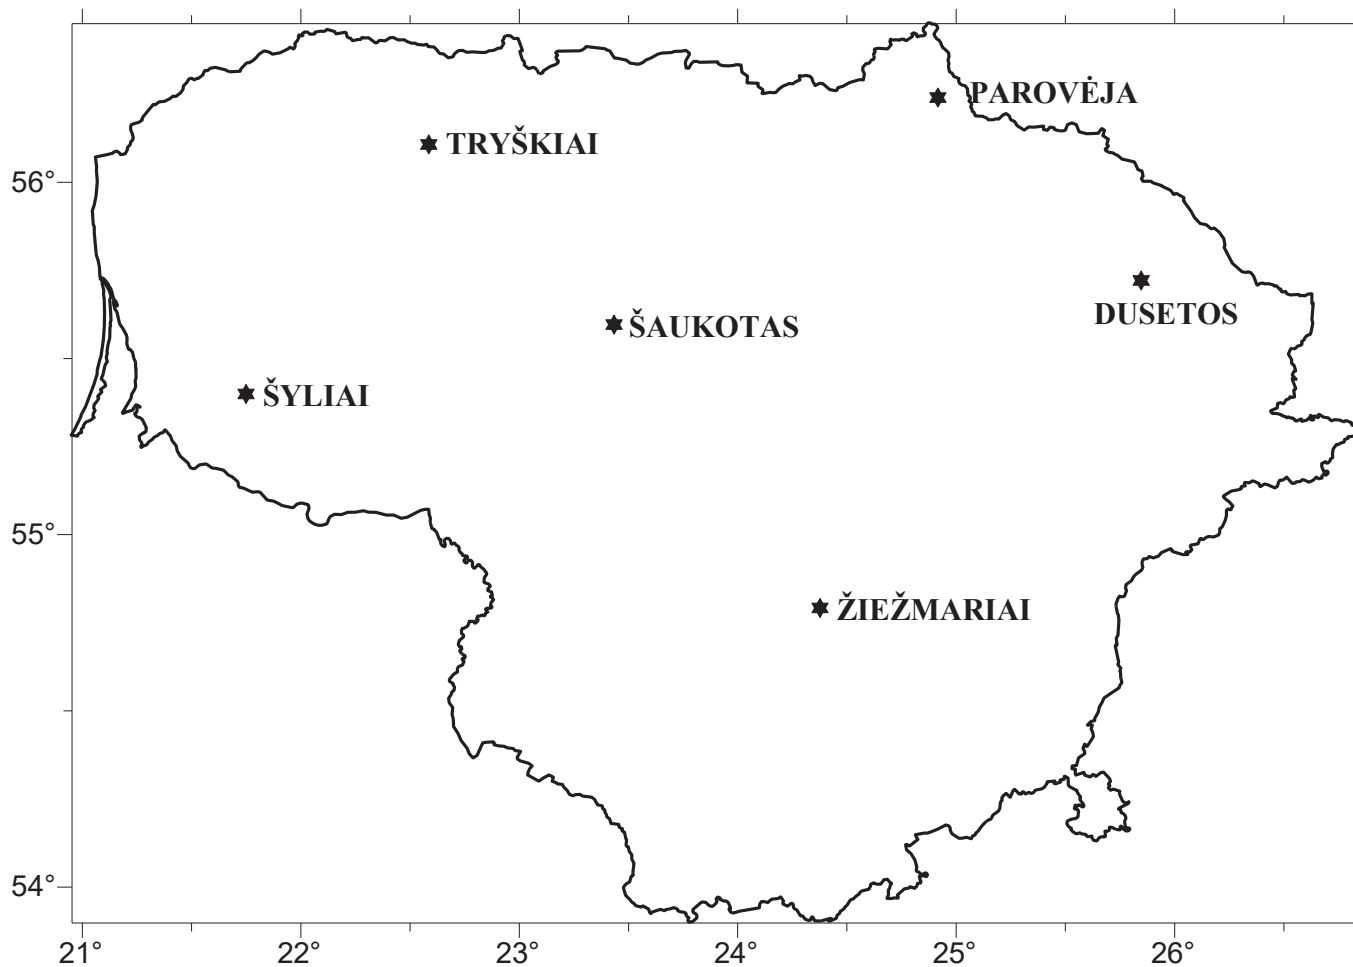 PAROVĖJA
TRYŠKIAI
56°
DUSETOS
ŠAUKOTAS
ŠYLIAI
55°
ŽIEŽMARIAI
54°
21° 22° 23° 24° 25° 26°